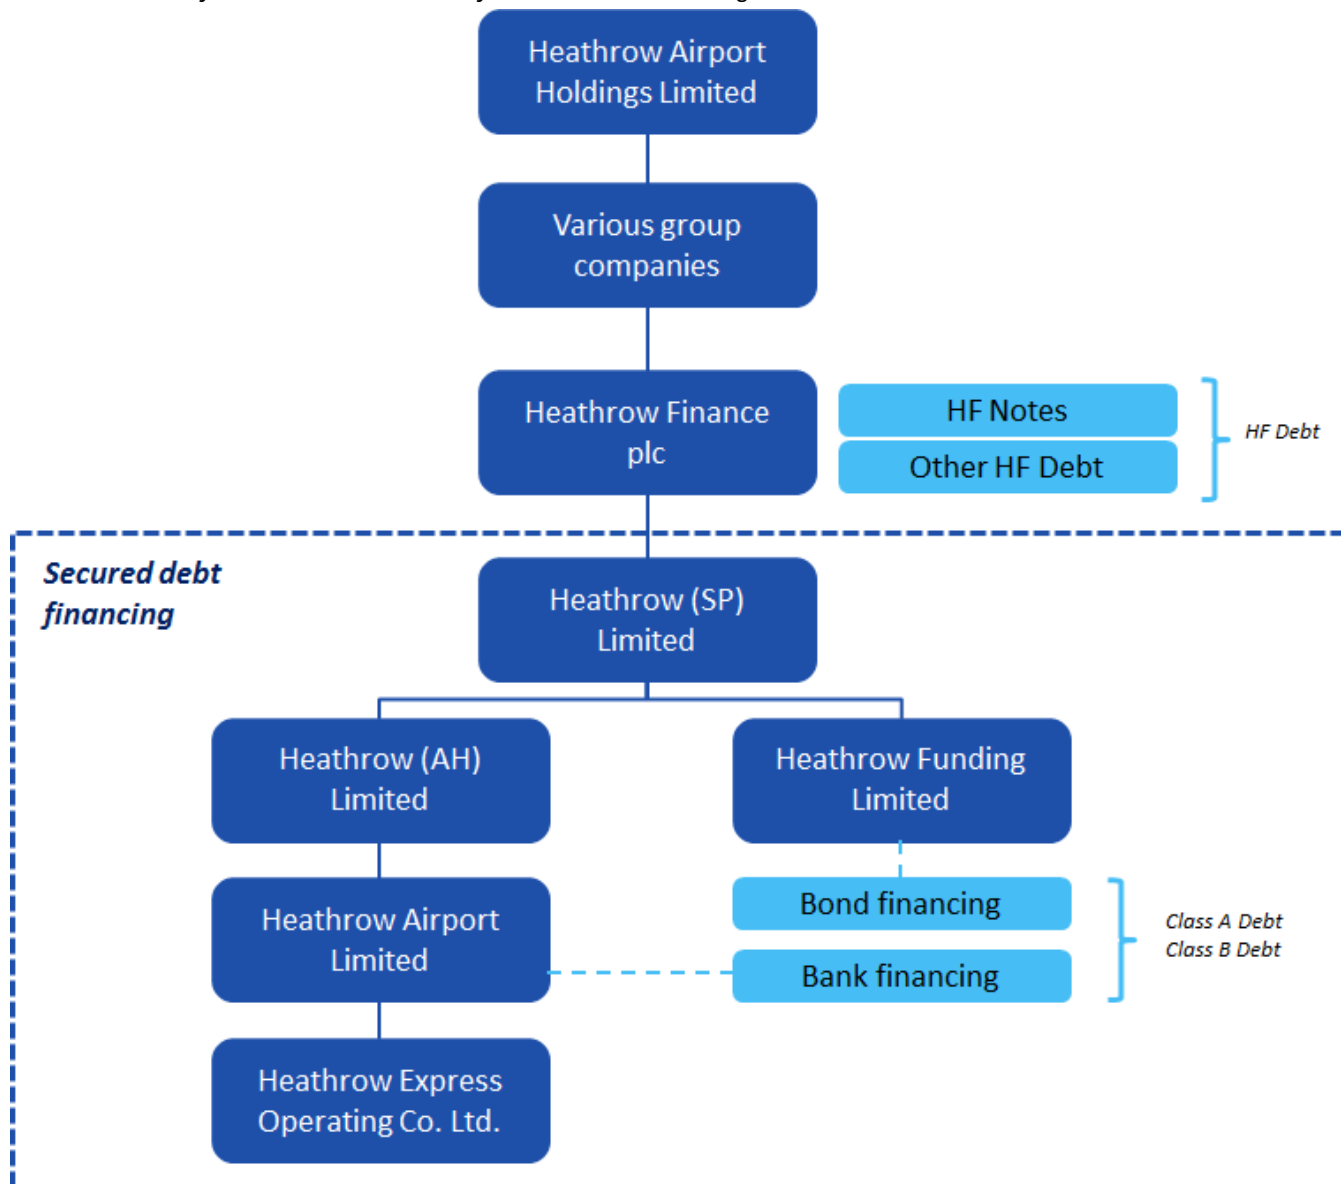 Heathrow Airport
Holdings Limited
Various group
companies
Heathrow Finance
plc
HF Notes
Other HF Debt
HF Debt
Secured debt
financing
Heathrow (SP)
Limited
Heathrow (AH)
Limited
Heathrow Funding
Limited
Heathrow Airport
Limited
Bond financing
Bank financing
Class A Debt
Class B Debt
Heathrow Express
Operating Co. Ltd.